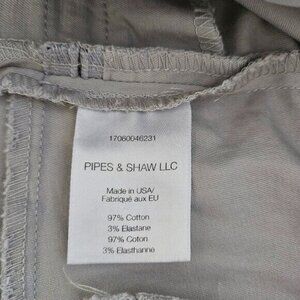 17060046231
PIPES & SHAW LLC
Made in USA/
Fabriqué aux EU
97% Cotton
3% Elastane
97% Coton
3% Elasthanne